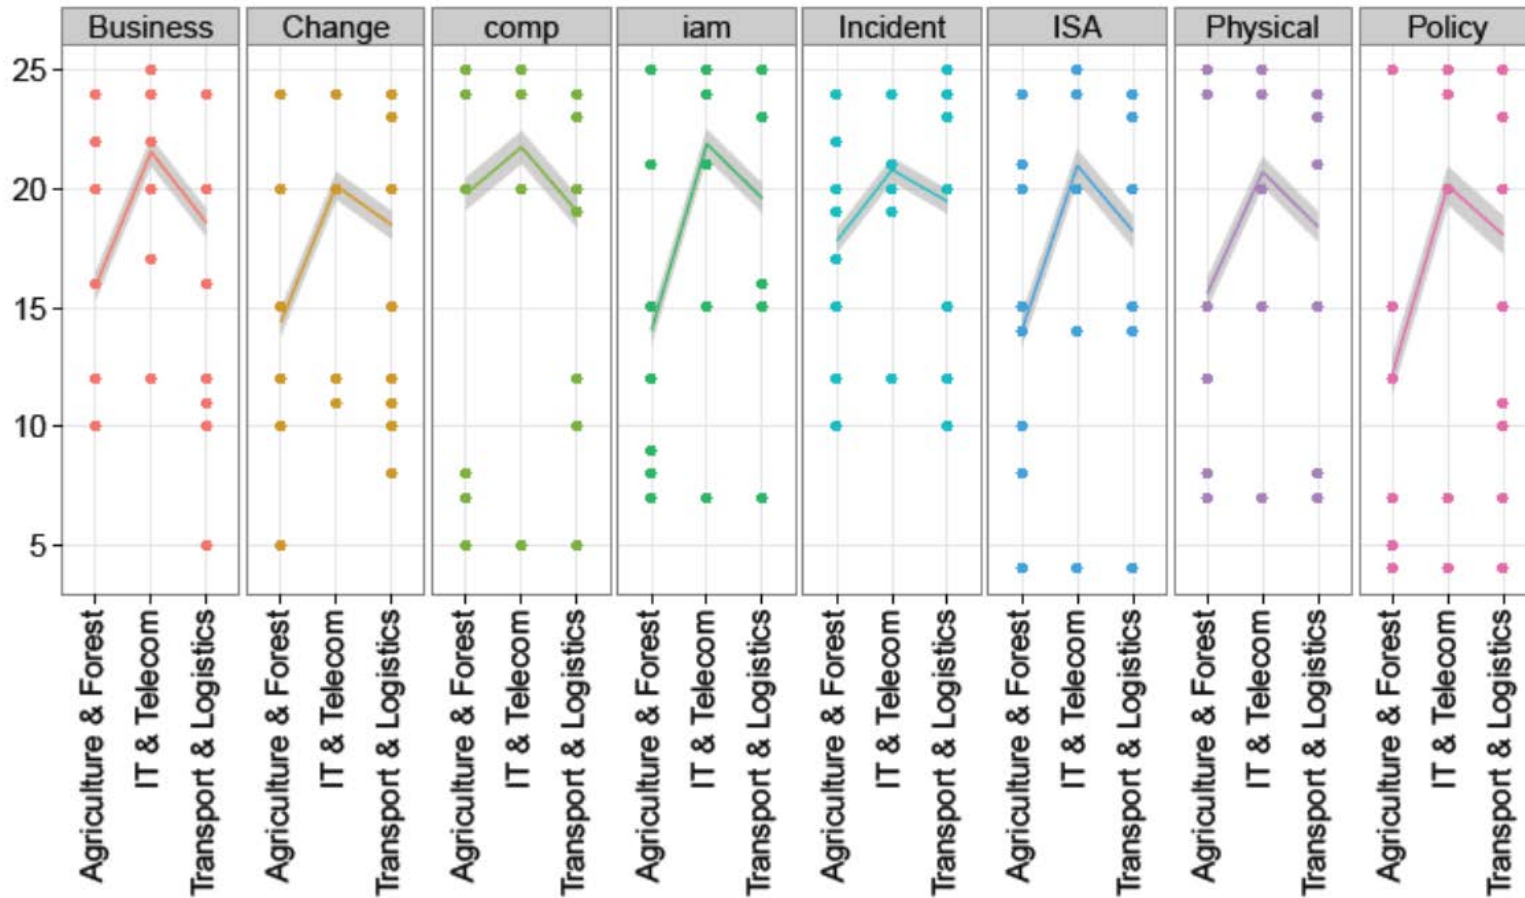 Business Change comp iam Incident ISA Physical Policy
25
20
15
10
5
Agriculture & Forest
IT & Telecom
Transport & Logistics
Agriculture & Forest
IT & Telecom
Transport & Logistics
Agriculture & Forest
IT & Telecom
Transport & Logistics
Agriculture & Forest
IT & Telecom
Transport & Logistics
Agriculture & Forest
IT & Telecom
Transport & Logistics
Agriculture & Forest
IT & Telecom
Transport & Logistics
Agriculture & Forest
IT & Telecom
Transport & Logistics
Agriculture & Forest
IT & Telecom
Transport & Logistics